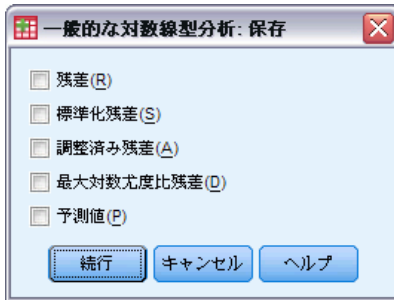 一般的な対数線型分析: 保存
残差(R)
標準化残差(S)
調整済み残差(A)
最大対数尤度比残差(D)
予測値(P)
続行 キャンセル ヘルプ